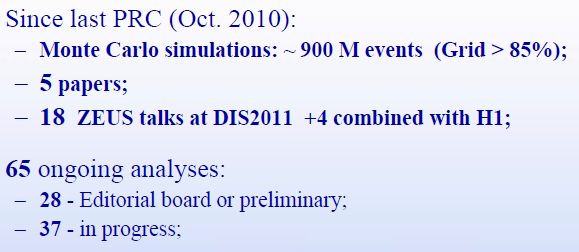 Since last PRC (Oct. 2010):
– Monte Carlo simulations: ~ 900 M events (Grid > 85%);
– 5 papers;
– 18 ZEUS talks at DIS2011 +4 combined with H1;
65 ongoing analyses:
– 28 - Editorial board or preliminary;
– 37 - in progress;